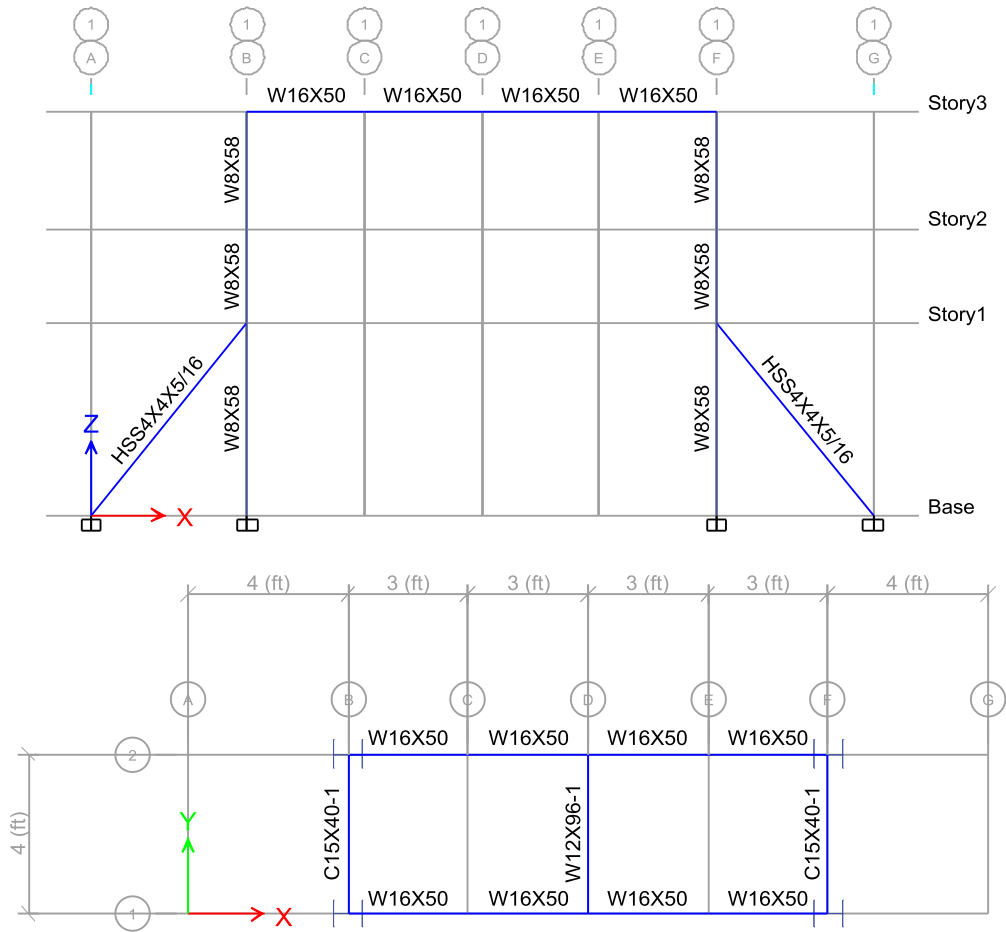 1 1 1 1 1 1 1
A B C D E F G
W16X50 W16X50 W16X50 W16X50
Story3
W8X58 W8X58
Story2
W8X58 W8X58
Story1
HSS4X4X5/16 W8X58 W8X58 HSS4X4X5/16
Z
X
Base
4 (ft) 3 (ft) 3 (ft) 3 (ft) 3 (ft) 4 (ft)
A B C D E F G
W16X50 W16X50 W16X50 W16X50
2
4 (ft)
Y
C15X40-1 W12X96-1 C15X40-1
W16X50 W16X50 W16X50 W16X50
1
X